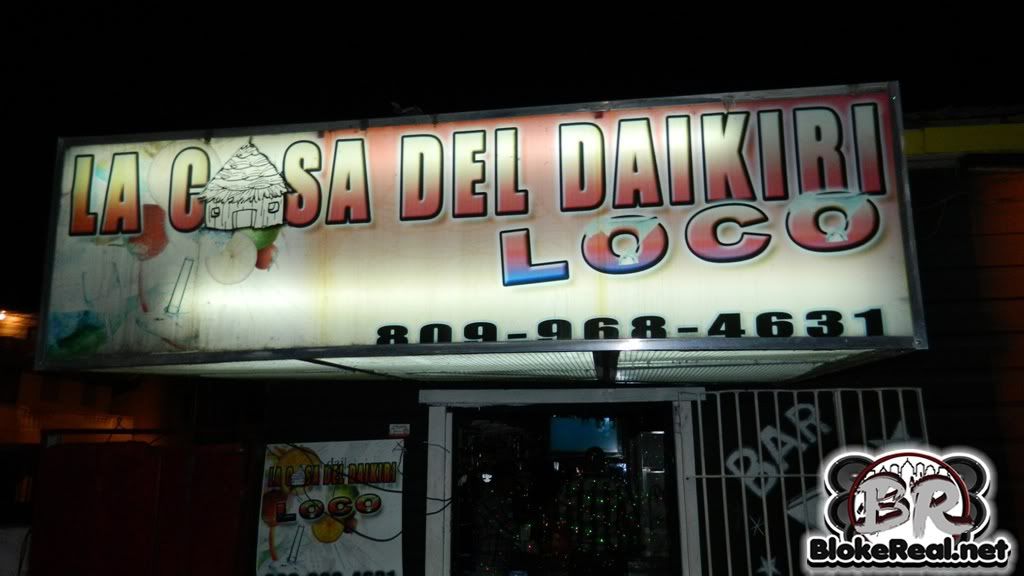 LA CASA DEL DAIKIRI
LOCO
809-968-4631
LA CASA DEL DAIKIRI
LOCO
BAR
BR
BlokeReal.net